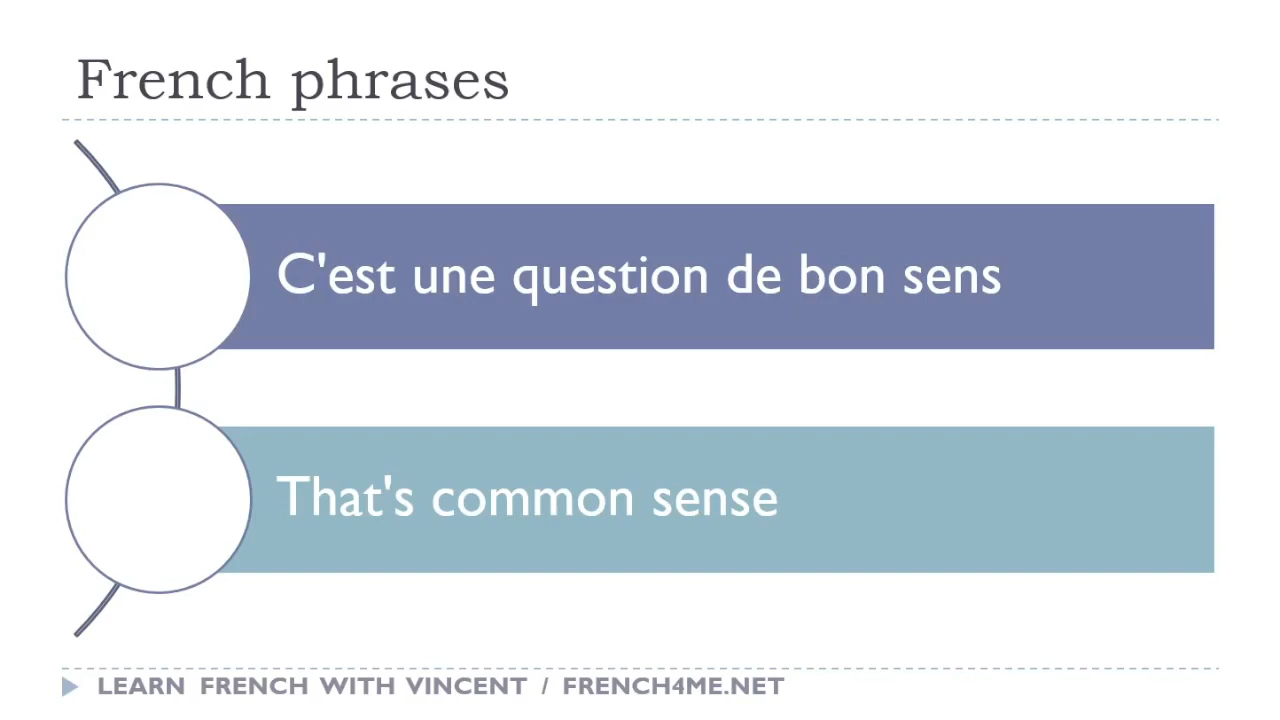 French phrases
C'est une question de bon sens
That's common sense
LEARN FRENCH WITH VINCENT / FRENCH4ME.NET